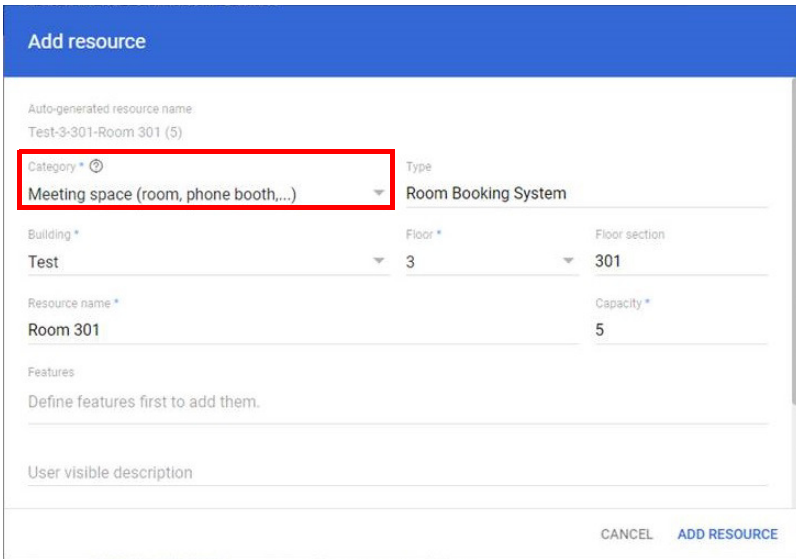 Add resource
Auto-generated resource name
Test-3-301-Room 301 (5)
Category *
Type
Meeting space (room, phone booth,...)
Room Booking System
Building *
Floor *
Floor section
Test
3
301
Resource name *
Capacity *
Room 301
5
Features
Define features first to add them.
User visible description
CANCEL
ADD RESOURCE